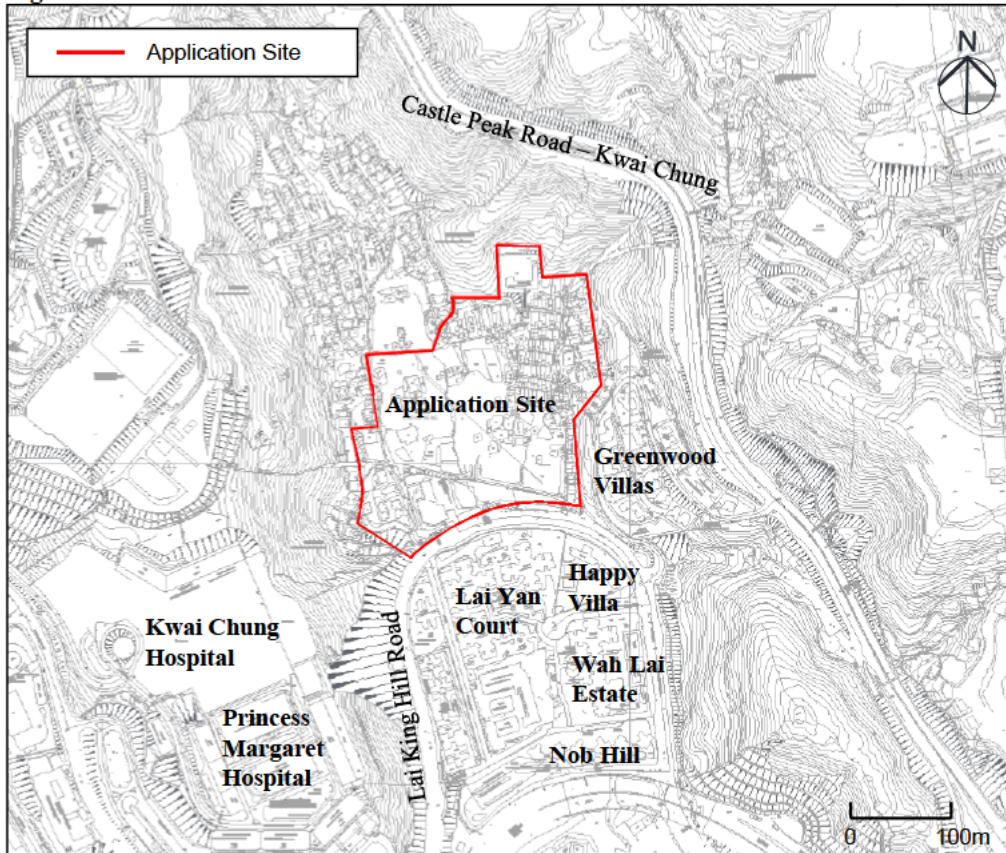 Application Site
N
Castle Peak Road – Kwai Chung
Application Site
Greenwood
Villas
Happy
Villa
Lai Yan
Court
Kwai Chung
Hospital
Lai King Hill Road
Wah Lai
Estate
Princess
Margaret
Hospital
Nob Hill
0 100m